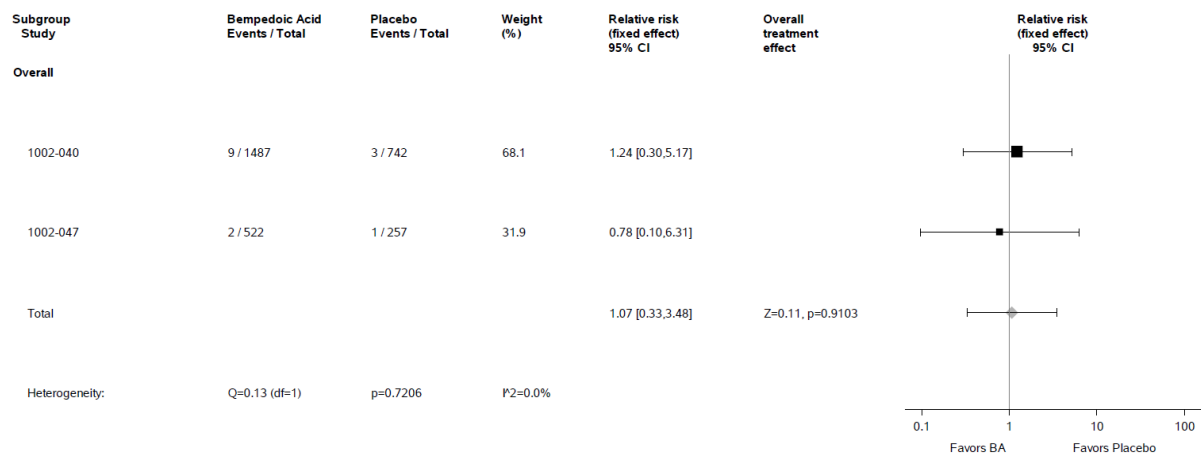 Subgroup Bempedoic Acid Placebo Weight Relative risk Overall Relative risk
Study Events / Total Events / Total (%) (fixed effect) treatment (fixed effect)
95% CI effect 95% CI
Overall
1002-040 9 / 1487 3 / 742 68.1 1.24 [0.30,5.17]
1002-047 2 / 522 1 / 257 31.9 0.78 [0.10,6.31]
Total 1.07 [0.33,3.48] Z=0.11, p=0.9103
Heterogeneity: Q=0.13 (df=1) p=0.7206 I^2=0.0%
0.1 1 10 100
Favors BA Favors Placebo